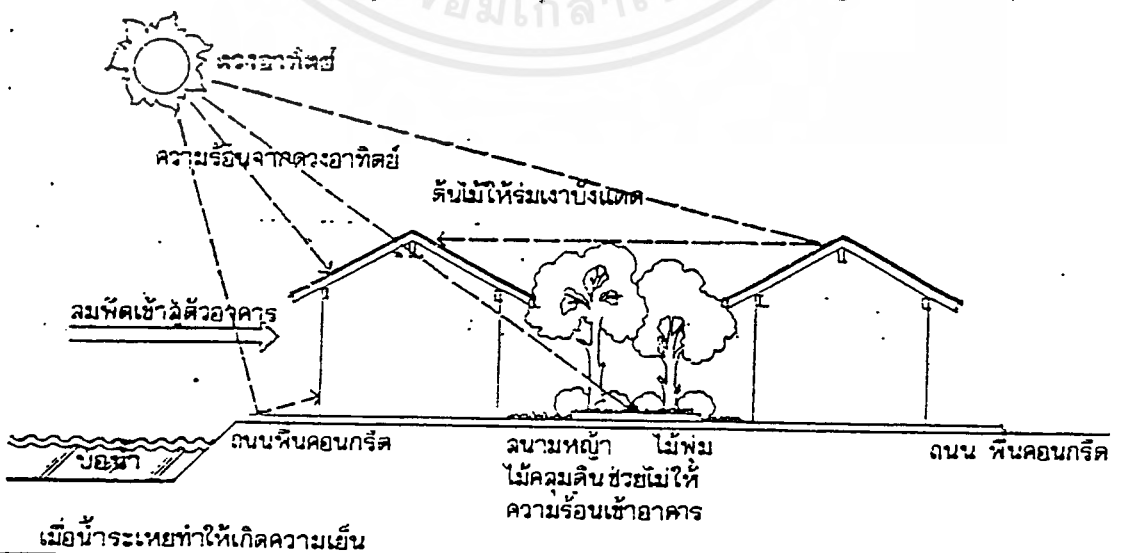 ดวงอาทิตย์
ความร้อนจากดวงอาทิตย์
ต้นไม้ให้ร่มเงาบังแดด
ลมพัดเข้าสู่ตัวอาคาร
ถนนพื้นคอนกรีต
สนามหญ้า ไม้พุ่ม
ถนน พื้นคอนกรีต
บ่อน้ำ
ไม้คลุมดินช่วยไม่ให้
ความร้อนเข้าอาคาร
เมื่อน้ำระเหยทำให้เกิดความเย็น